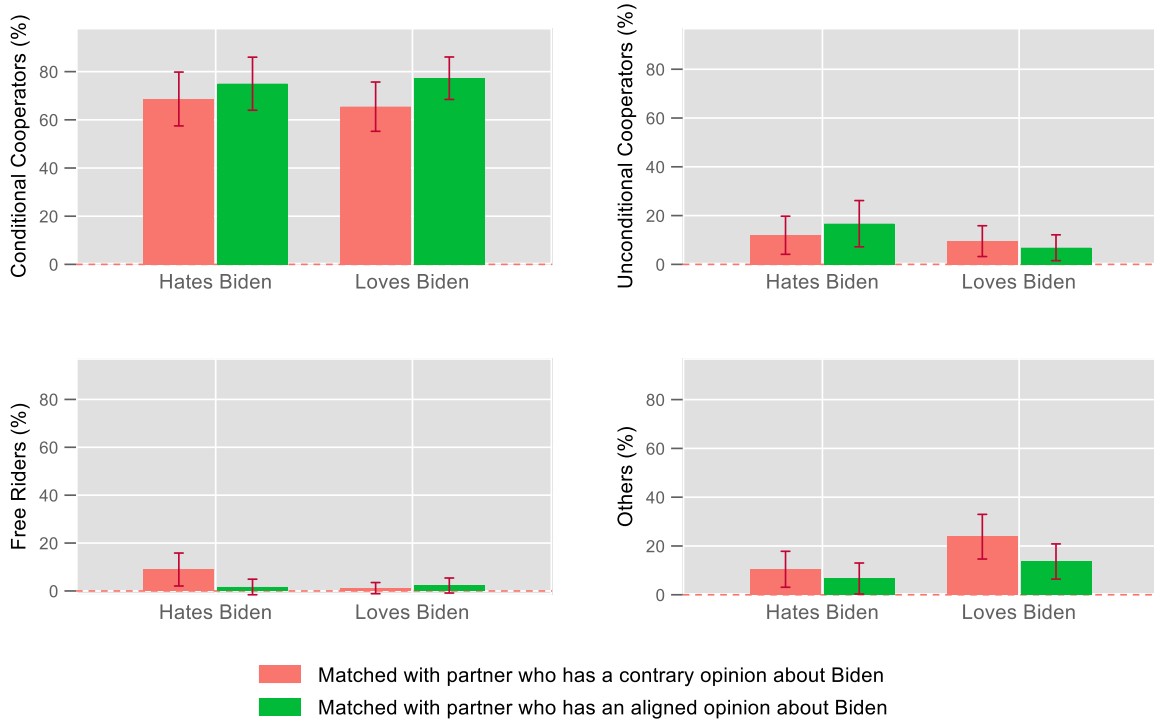 Conditional Cooperators (%)
80
60
40
20
0
Hates Biden
Loves Biden
Unconditional Cooperators (%)
80
60
40
20
0
Hates Biden
Loves Biden
Free Riders (%)
80
60
40
20
0
Hates Biden
Loves Biden
Others (%)
80
60
40
20
0
Hates Biden
Loves Biden
Matched with partner who has a contrary opinion about Biden
Matched with partner who has an aligned opinion about Biden